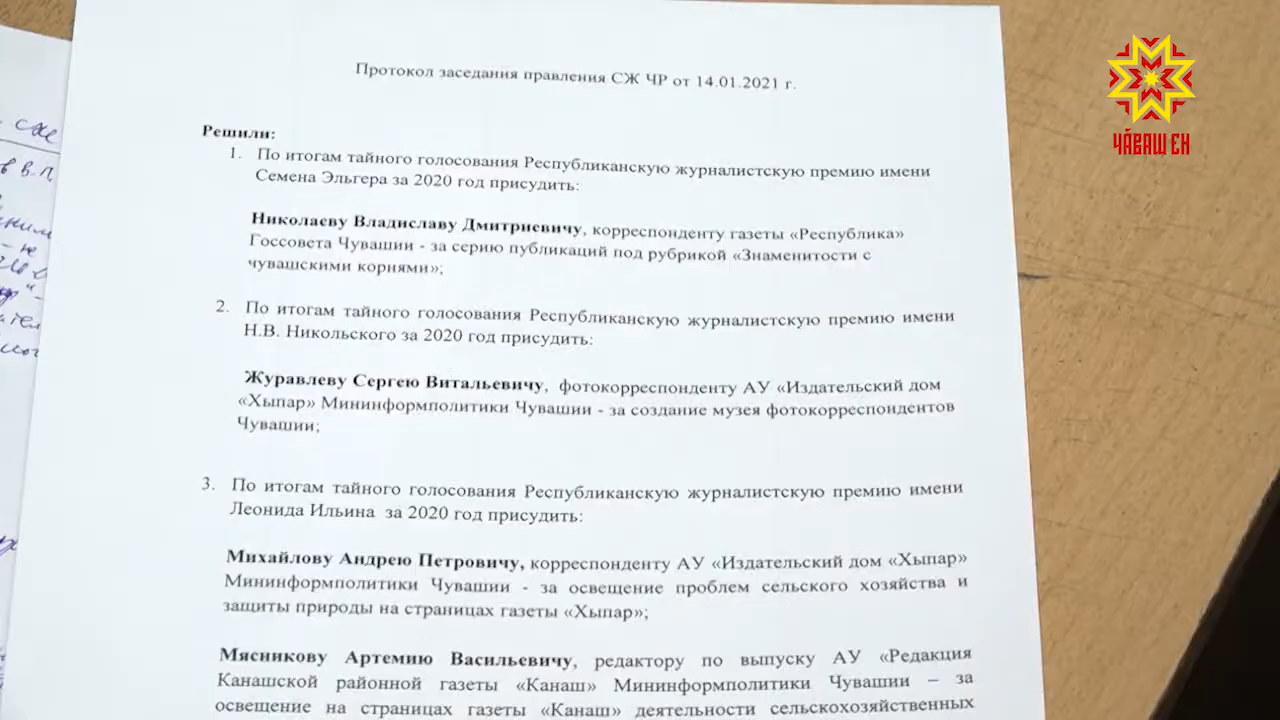 Протокол заседания правления СЖ ЧР от 14.01.2021 г.
Решили:
1. По итогам тайного голосования Республиканскую журналистскую премию имени
Семена Эльгера за 2020 год присудить:
Николаеву Владиславу Дмитриевичу, корреспонденту газеты «Республика»
Госсовета Чувашии - за серию публикаций под рубрикой «Знаменитости с
чувашскими корнями»;
2. По итогам тайного голосования Республиканскую журналистскую премию имени
Н.В. Никольского за 2020 год присудить:
Журавлеву Сергею Витальевичу, фотокорреспонденту АУ «Издательский дом
«Хыпар» Мининформполитики Чувашии - за создание музея фотокорреспондентов
Чувашии;
3. По итогам тайного голосования Республиканскую журналистскую премию имени
Леонида Ильина за 2020 год присудить:
Михайлову Андрею Петровичу, корреспонденту АУ «Издательский дом «Хыпар»
Мининформполитики Чувашии - за освещение проблем сельского хозяйства и
защиты природы на страницах газеты «Хыпар»;
Мясникову Артемию Васильевичу, редактору по выпуску АУ «Редакция
Канашской районной газеты «Канаш» Мининформполитики Чувашии – за
освещение на страницах газеты «Канаш» деятельности сельскохозяйственных
ЧӐВАШ ЕН